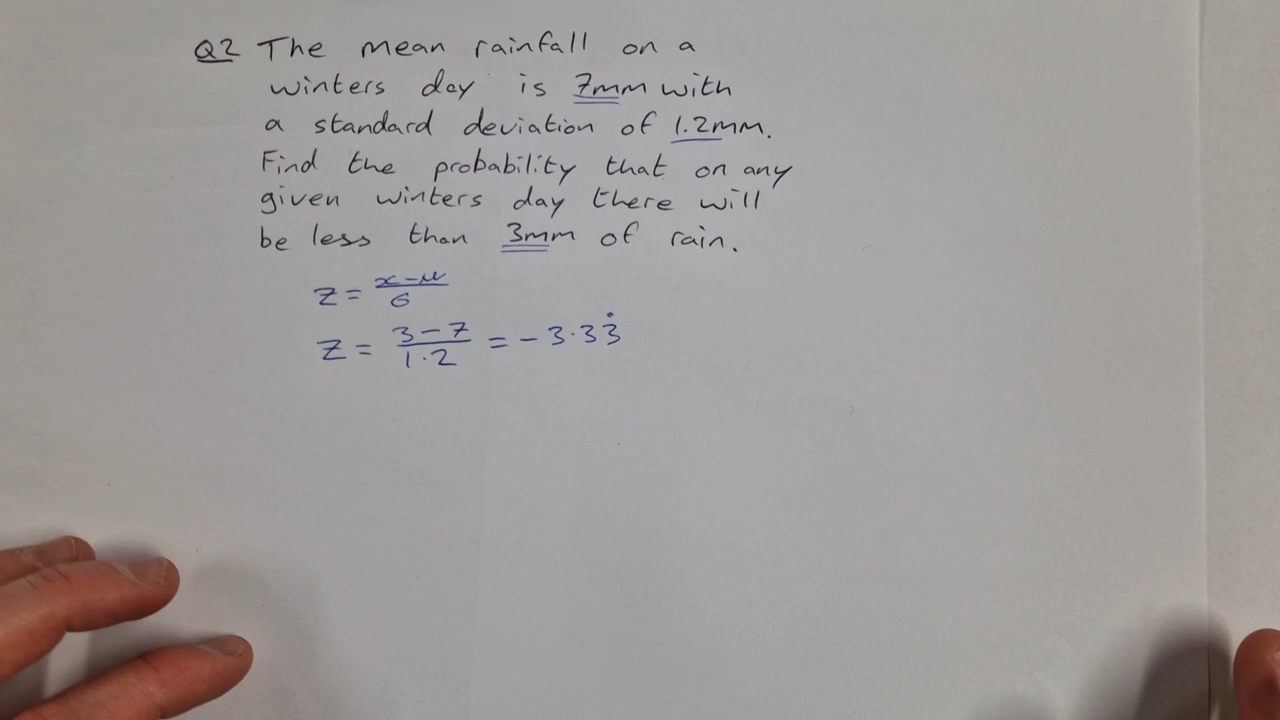 Q2 The mean rainfall on a
winters day is 7mm with
a standard deviation of 1.2mm.
Find the probability that on any
given winters day there will
be less than 3mm of rain.
z = x-μ/σ
z = 3-7/1.2 = -3.33̇